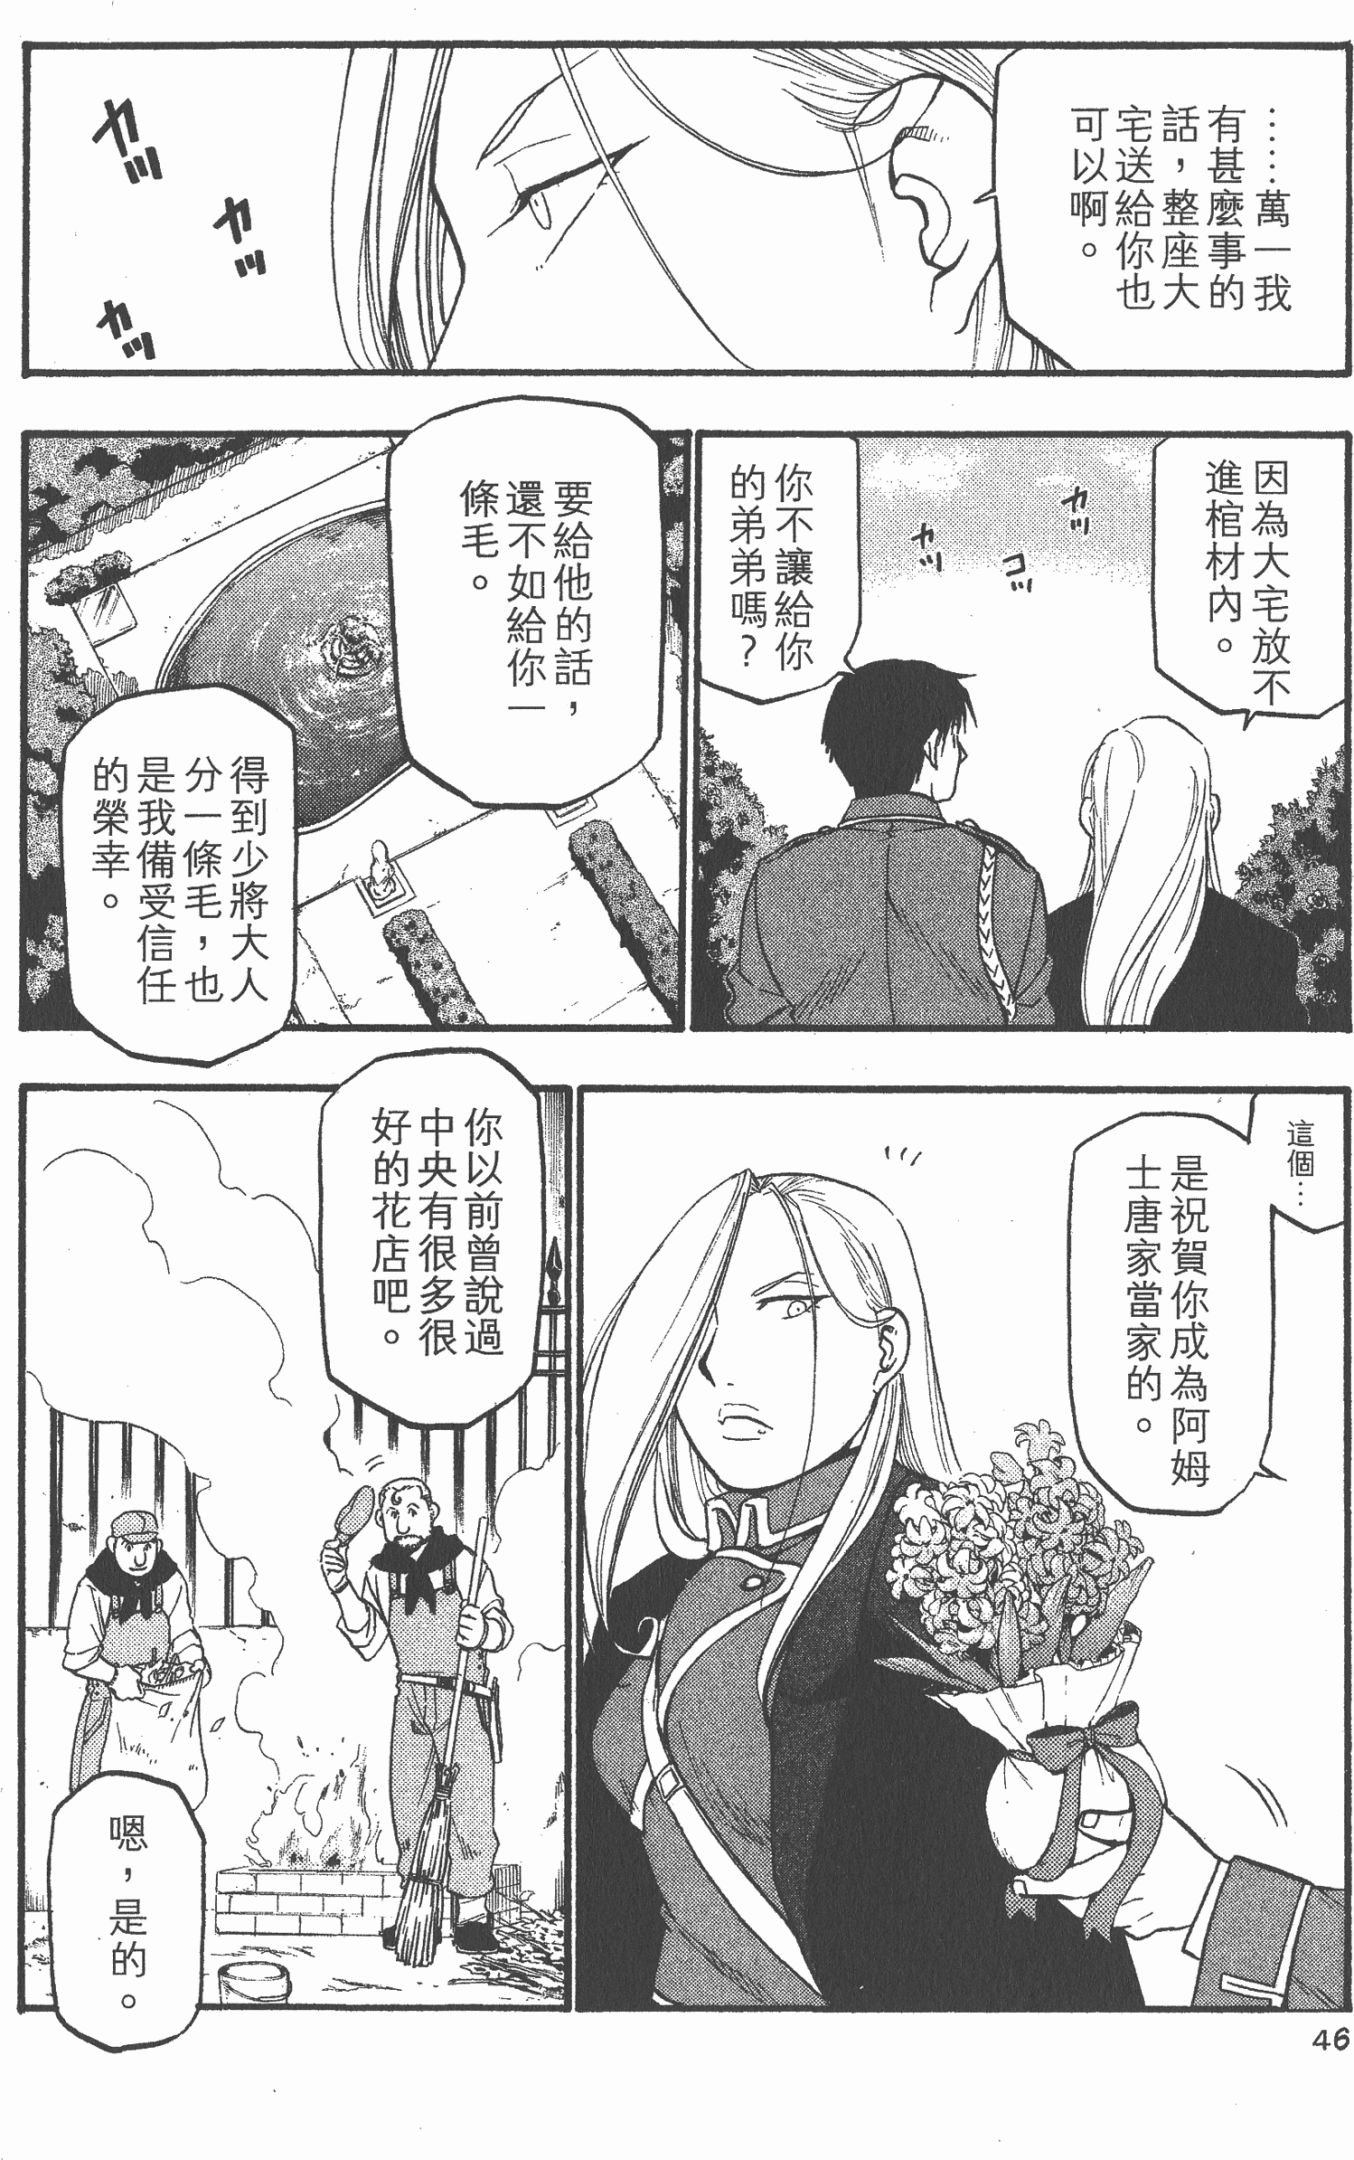 ……萬一我
有甚麼事的
話，整座大
宅送給你也
可以啊。
カツ
カツ
カツ
因為大宅放不
進棺材內。
你不讓給你
的弟弟嗎？
カツ
コツ
カツ
要給他的話，
還不如給你一
條毛。
得到少將大人
分一條毛，也
是我備受信任
的榮幸。
這個…
是祝賀你成為阿姆
士唐家當家的。
你以前曾說過
中央有很多很
好的花店吧。
嗯，是的。
46